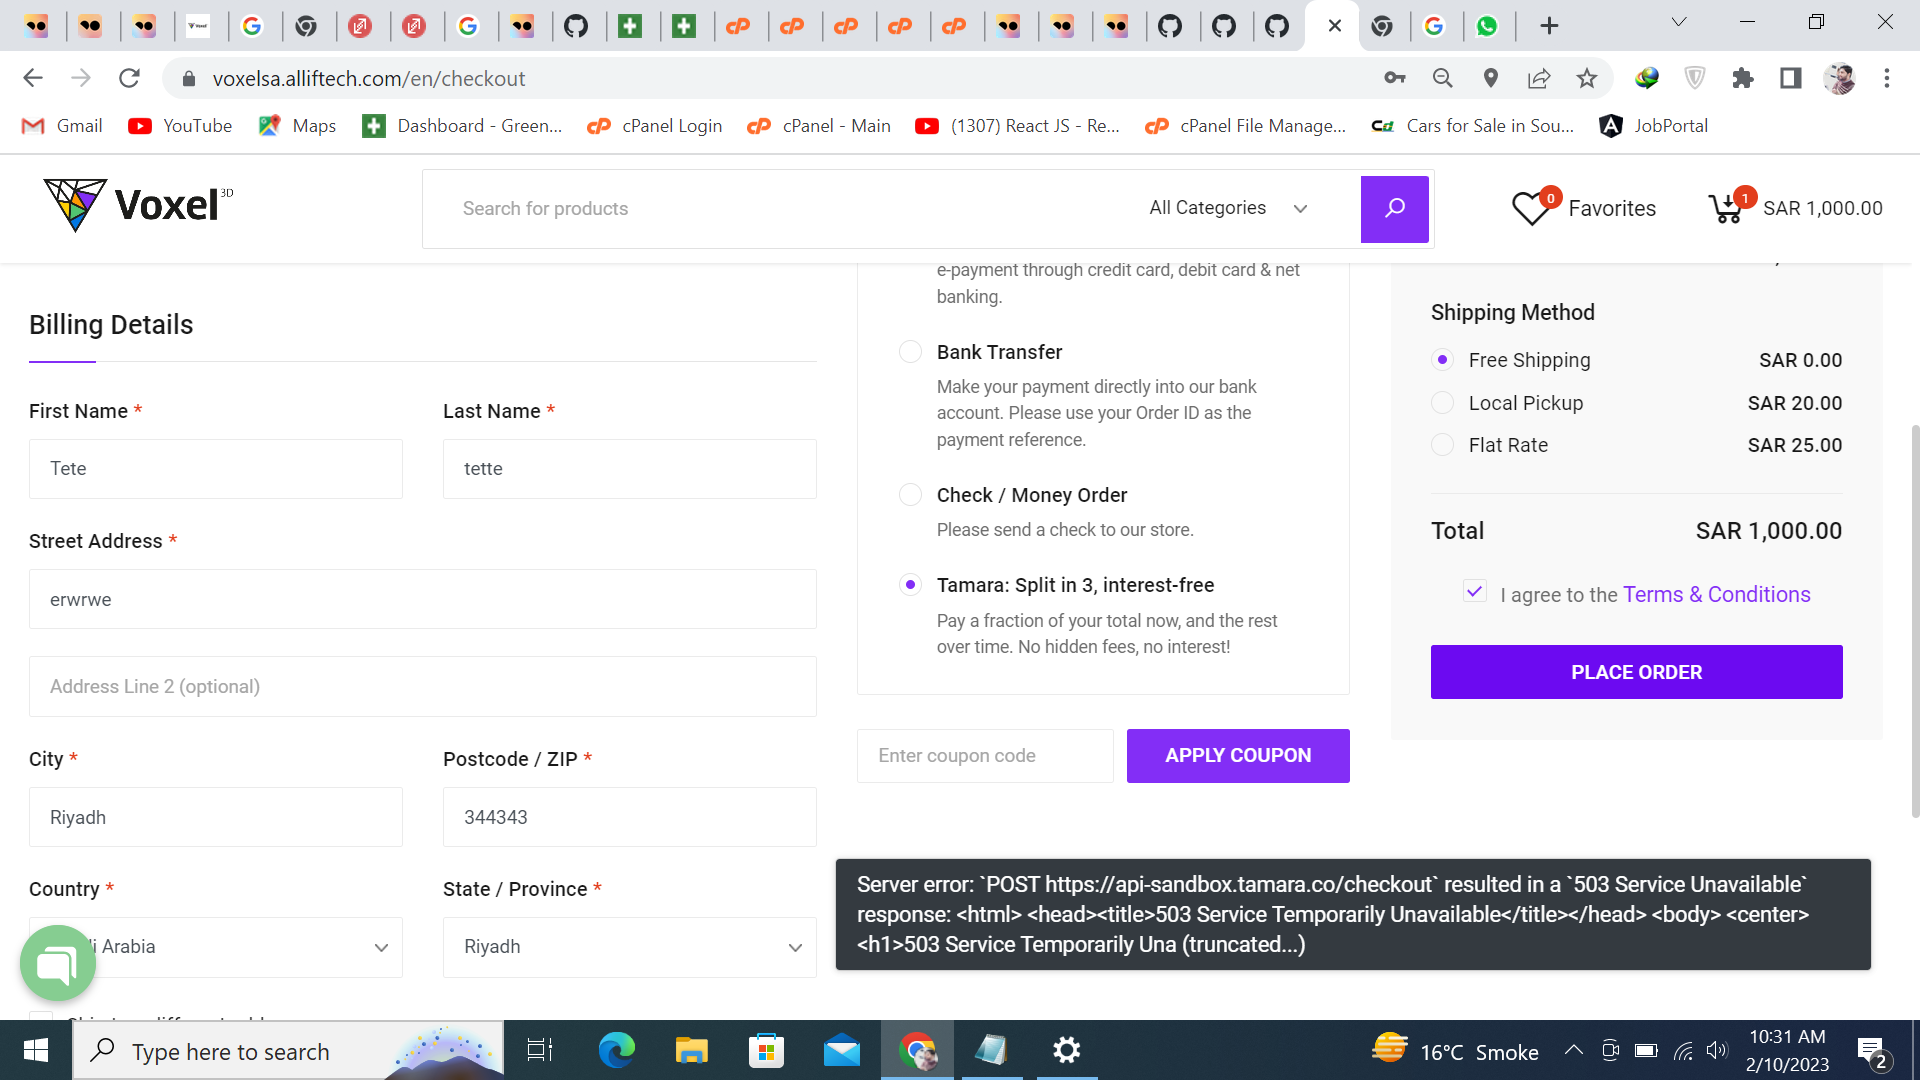 voxelsa.alliftech.com/en/checkout
Gmail
YouTube
Maps
Dashboard - Green...
cPanel Login
cPanel - Main
(1307) React JS - Re...
cPanel File Manage...
Cars for Sale in Sou...
JobPortal
Voxel 3D
Search for products
All Categories
0
Favorites
1
SAR 1,000.00
Billing Details
First Name *
Last Name *
Tete
tette
Street Address *
erwrwe
Address Line 2 (optional)
City *
Postcode / ZIP *
Riyadh
344343
Country *
State / Province *
i Arabia
Riyadh
e-payment through credit card, debit card & net
banking.
Bank Transfer
Make your payment directly into our bank
account. Please use your Order ID as the
payment reference.
Check / Money Order
Please send a check to our store.
Tamara: Split in 3, interest-free
Pay a fraction of your total now, and the rest
over time. No hidden fees, no interest!
Enter coupon code
APPLY COUPON
Shipping Method
Free Shipping SAR 0.00
Local Pickup SAR 20.00
Flat Rate SAR 25.00
Total SAR 1,000.00
I agree to the Terms & Conditions
PLACE ORDER
Server error: `POST https://api-sandbox.tamara.co/checkout` resulted in a `503 Service Unavailable`
response: <html> <head><title>503 Service Temporarily Unavailable</title></head> <body> <center>
<h1>503 Service Temporarily Una (truncated...)
Type here to search
16°C Smoke
10:31 AM
2/10/2023
2